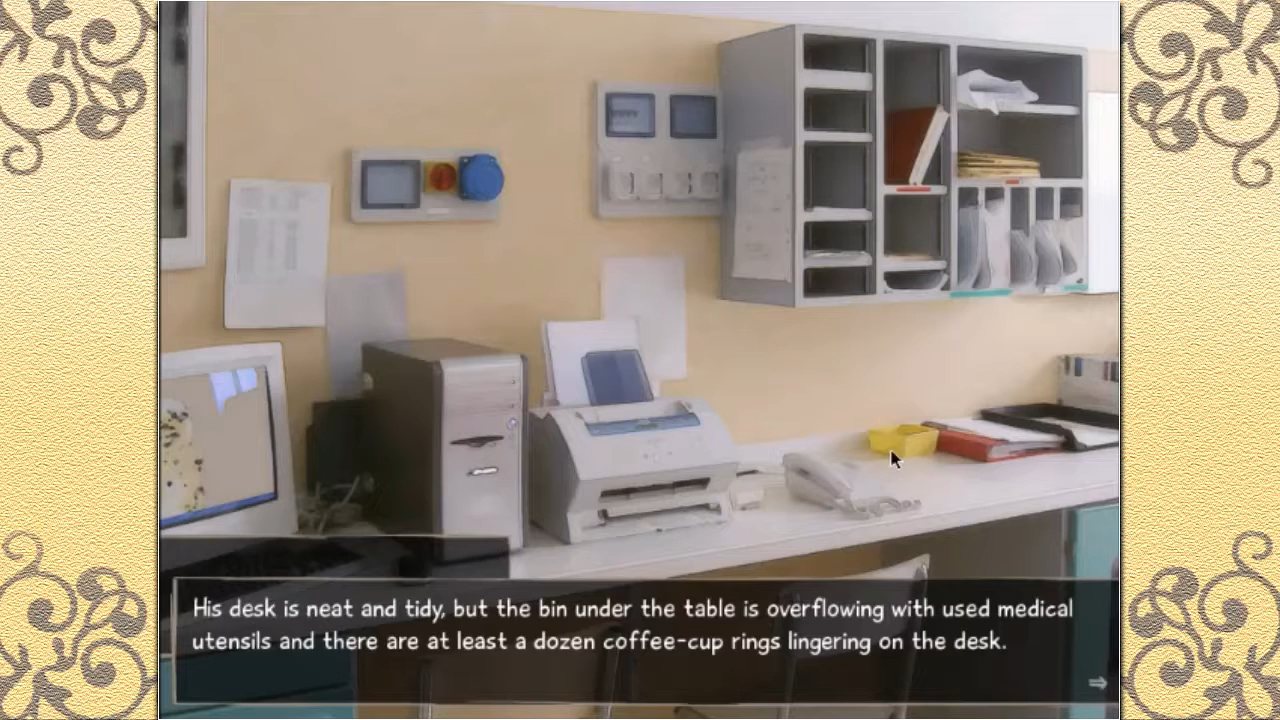 His desk is neat and tidy, but the bin under the table is overflowing with used medical
utensils and there are at least a dozen coffee-cup rings lingering on the desk.